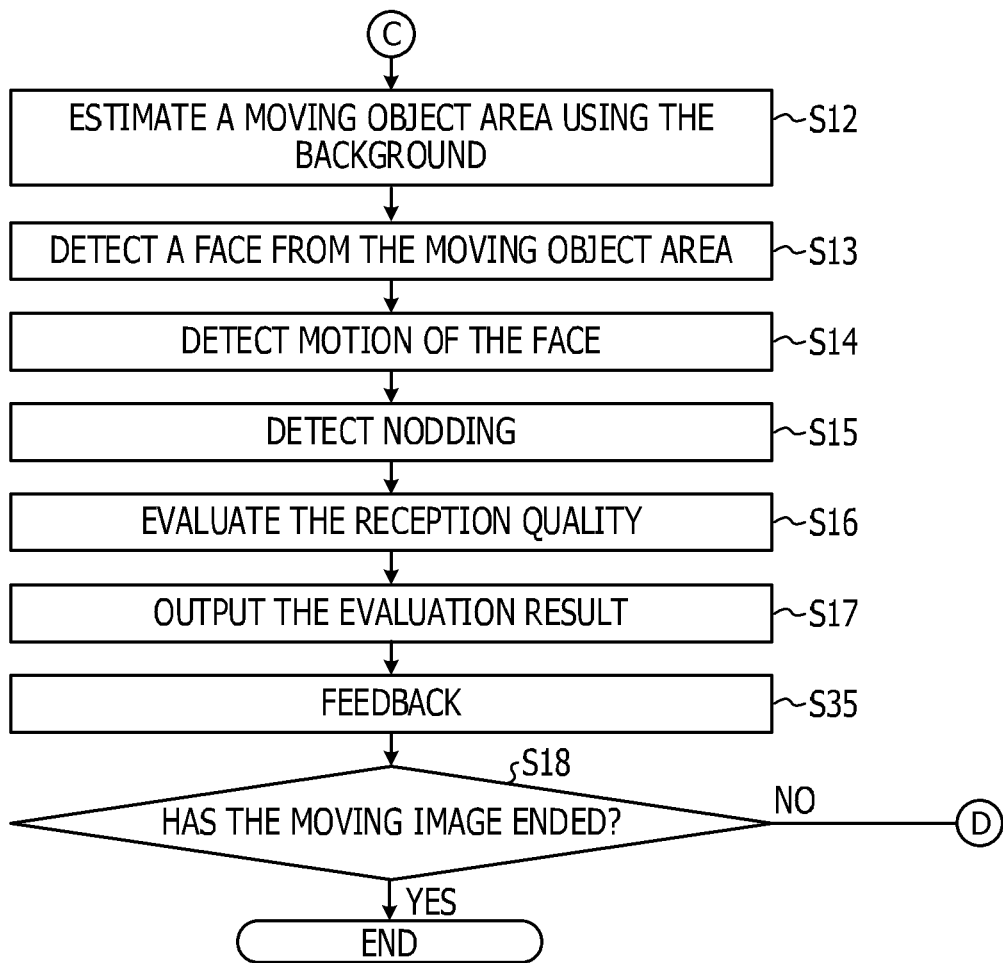 C
ESTIMATE A MOVING OBJECT AREA USING THE
BACKGROUND
S12
DETECT A FACE FROM THE MOVING OBJECT AREA
S13
DETECT MOTION OF THE FACE
S14
DETECT NODDING
S15
EVALUATE THE RECEPTION QUALITY
S16
OUTPUT THE EVALUATION RESULT
S17
FEEDBACK
S35
S18
HAS THE MOVING IMAGE ENDED?
NO
D
YES
END